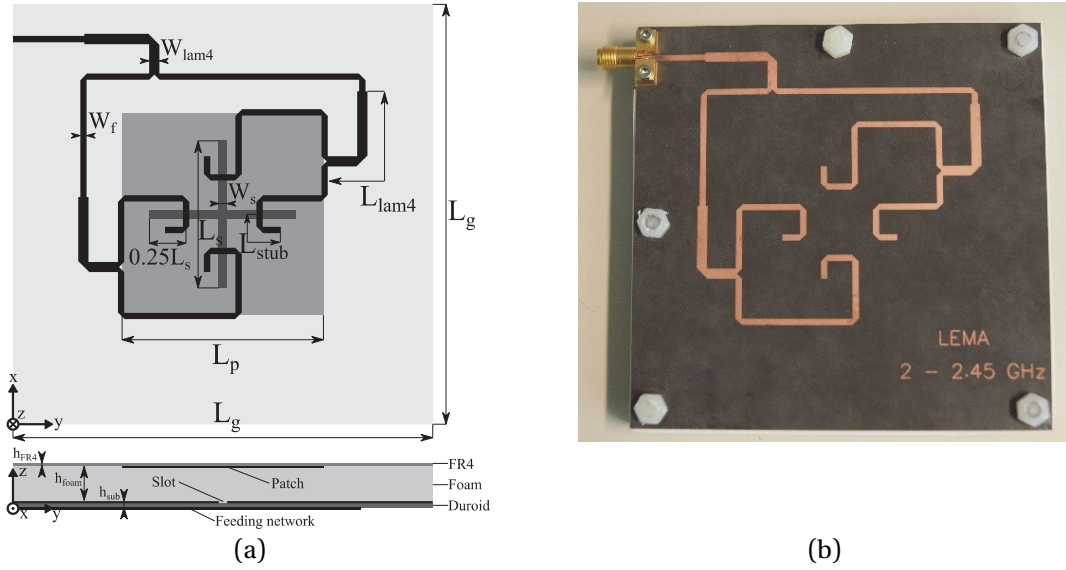 W_lam4
W_f
W_s
L_lam4
L_g
L_s
L_stub
0.25L_s
L_p
x
z
y
L_g
h_FR4
z
h_foam
h_sub
x
y
Slot
Patch
Feeding network
FR4
Foam
Duroid
(a)
LEMA
2 - 2.45 GHz
(b)